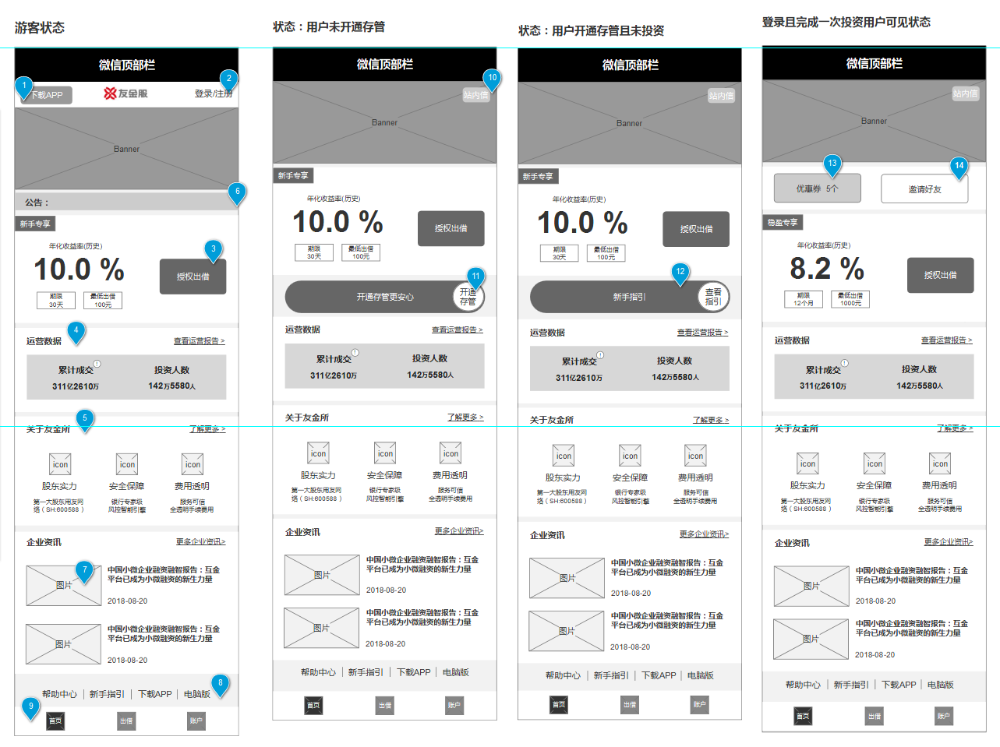 游客状态
微信顶部栏
1
2
下载APP
友金服
登录/注册
Banner
6
公告：
新手专享
年化收益率(历史)
3
10.0 %
授权出借
期限
30天
最低出借
100元
4
运营数据
查看运营报告 >
累计成交
!
投资人数
311亿2610万
142万5580人
5
关于友金所
了解更多 >
icon
icon
icon
股东实力
安全保障
费用透明
第一大股东用友网
络（SH:600588 ）
银行专家级
风控智能引擎
服务可信
全透明手续费用
企业资讯
更多企业资讯>
7
图片
中国小微企业融资融智报告：互金
平台已成为小微融资的新生力量
2018-08-20
图片
中国小微企业融资融智报告：互金
平台已成为小微融资的新生力量
2018-08-20
8
帮助中心
新手指引
下载APP
电脑版
9
首页
出借
账户
状态：用户未开通存管
微信顶部栏
10
站内信
Banner
新手专享
年化收益率(历史)
10.0 %
授权出借
期限
30天
最低出借
100元
11
开通存管更安心
开通
存管
运营数据
查看运营报告 >
累计成交
!
投资人数
311亿2610万
142万5580人
关于友金所
了解更多 >
icon
icon
icon
股东实力
安全保障
费用透明
第一大股东用友网
络（SH:600588 ）
银行专家级
风控智能引擎
服务可信
全透明手续费用
企业资讯
更多企业资讯>
图片
中国小微企业融资融智报告：互金
平台已成为小微融资的新生力量
2018-08-20
图片
中国小微企业融资融智报告：互金
平台已成为小微融资的新生力量
2018-08-20
帮助中心
新手指引
下载APP
电脑版
首页
出借
账户
状态：用户开通存管且未投资
微信顶部栏
站内信
Banner
新手专享
年化收益率(历史)
10.0 %
授权出借
期限
30天
最低出借
100元
12
新手指引
查看
指引
运营数据
查看运营报告 >
累计成交
!
投资人数
311亿2610万
142万5580人
关于友金所
了解更多 >
icon
icon
icon
股东实力
安全保障
费用透明
第一大股东用友网
络（SH:600588 ）
银行专家级
风控智能引擎
服务可信
全透明手续费用
企业资讯
更多企业资讯>
图片
中国小微企业融资融智报告：互金
平台已成为小微融资的新生力量
2018-08-20
图片
中国小微企业融资融智报告：互金
平台已成为小微融资的新生力量
2018-08-20
帮助中心
新手指引
下载APP
电脑版
首页
出借
账户
登录且完成一次投资用户可见状态
微信顶部栏
站内信
Banner
13
14
优惠券 5个
邀请好友
稳盈专享
年化收益率(历史)
8.2 %
授权出借
期限
12个月
最低出借
1000元
运营数据
查看运营报告 >
累计成交
!
投资人数
311亿2610万
142万5580人
关于友金所
了解更多 >
icon
icon
icon
股东实力
安全保障
费用透明
第一大股东用友网
络（SH:600588 ）
银行专家级
风控智能引擎
服务可信
全透明手续费用
企业资讯
更多企业资讯>
图片
中国小微企业融资融智报告：互金
平台已成为小微融资的新生力量
2018-08-20
图片
中国小微企业融资融智报告：互金
平台已成为小微融资的新生力量
2018-08-20
帮助中心
新手指引
下载APP
电脑版
首页
出借
账户